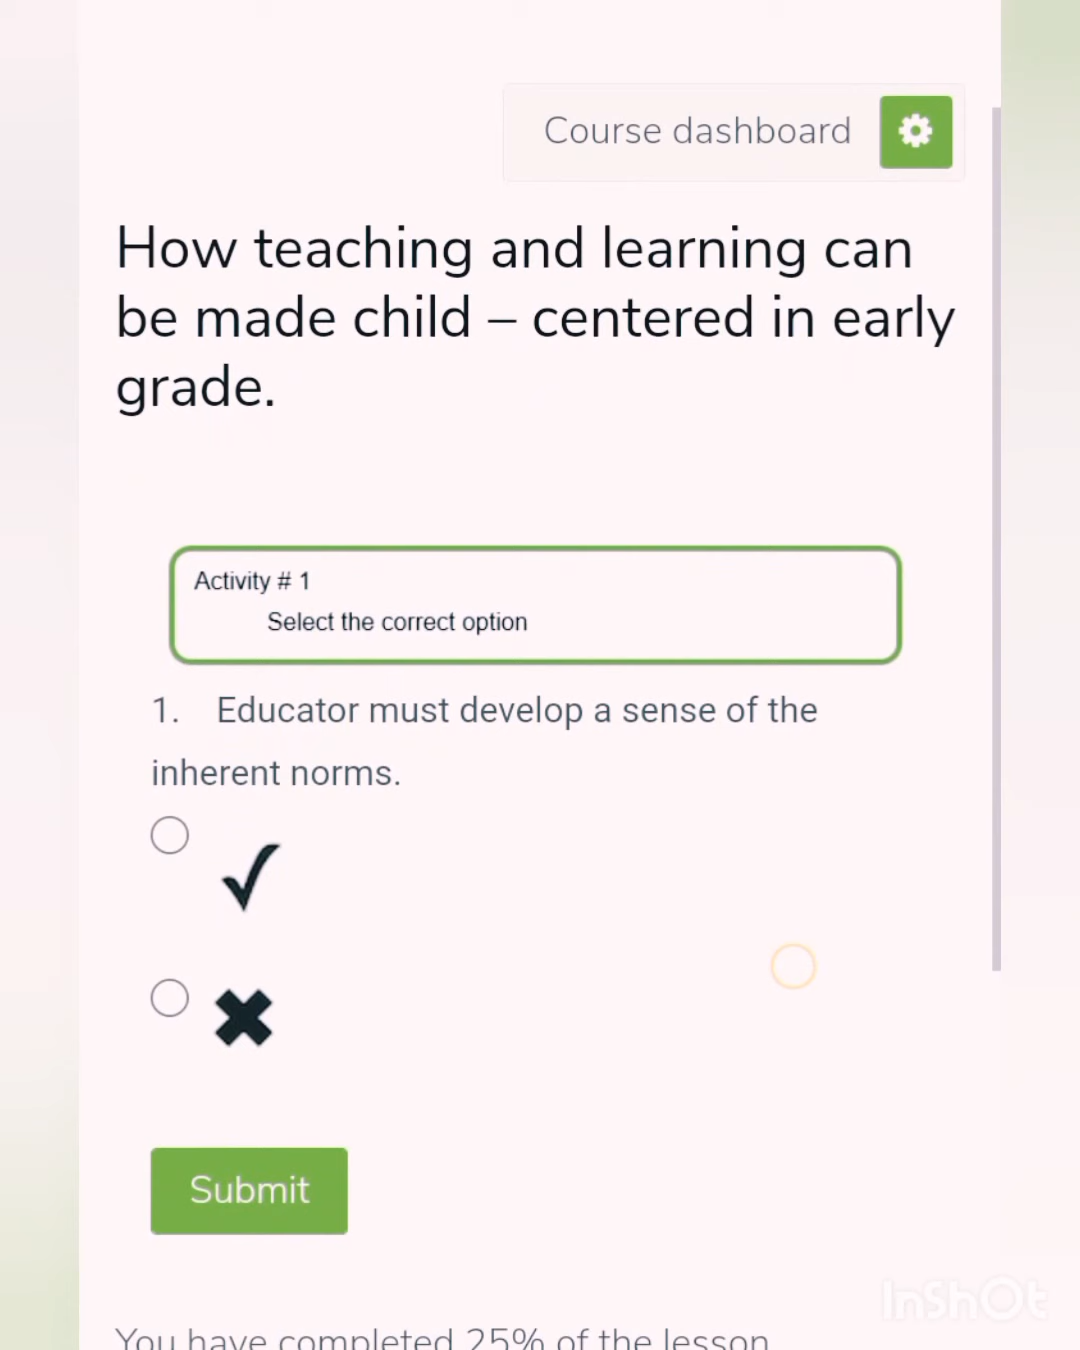 Course dashboard
How teaching and learning can
be made child – centered in early
grade.
Activity # 1
Select the correct option
1. Educator must develop a sense of the
inherent norms.
Submit
InShOt
You have completed 25% of the lesson